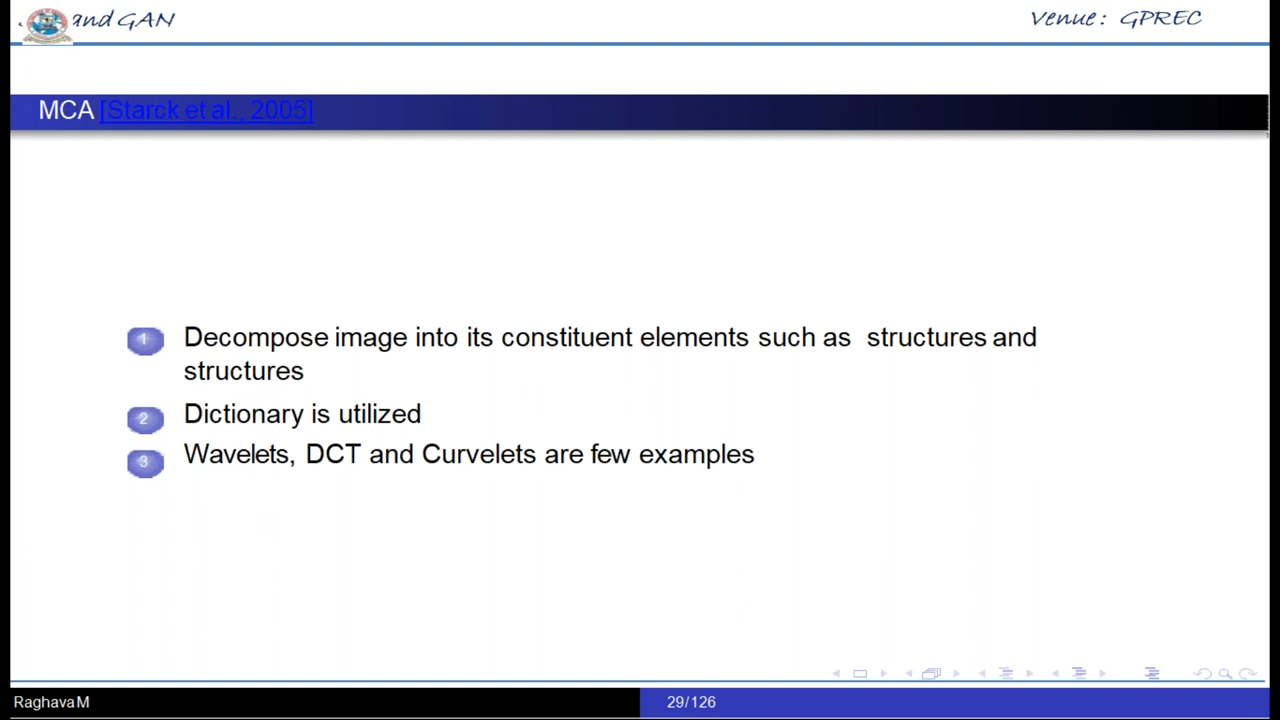 and GAN
Venue: GPREC
MCA [Starck et al., 2005]
1 Decompose image into its constituent elements such as structures and
structures
2 Dictionary is utilized
3 Wavelets, DCT and Curvelets are few examples
Raghava M
29/126